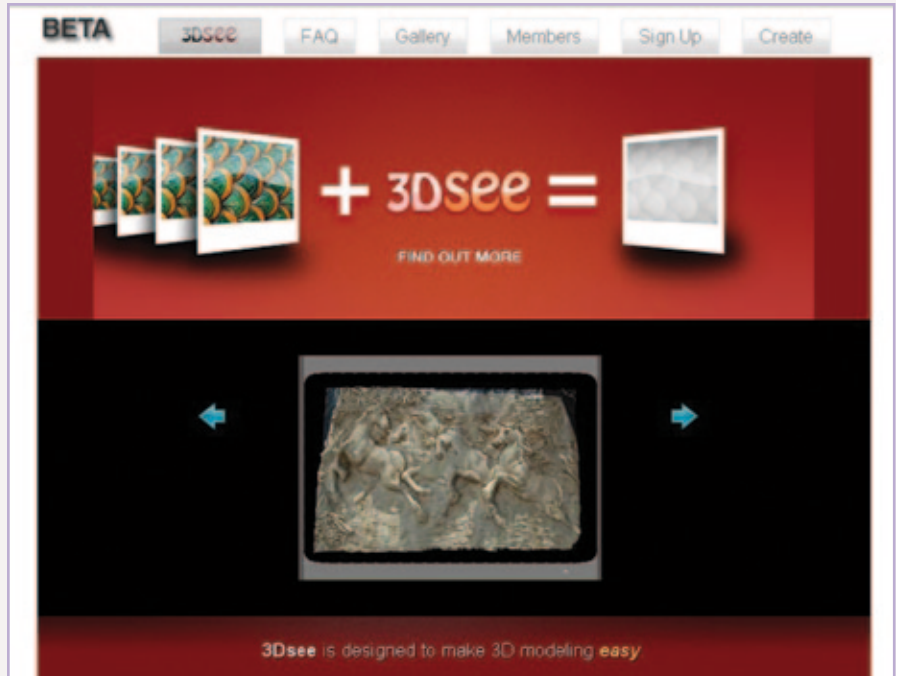 BETA 3Dsee FAQ Gallery Members Sign Up Create
+ 3Dsee =
FIND OUT MORE
3Dsee is designed to make 3D modeling easy